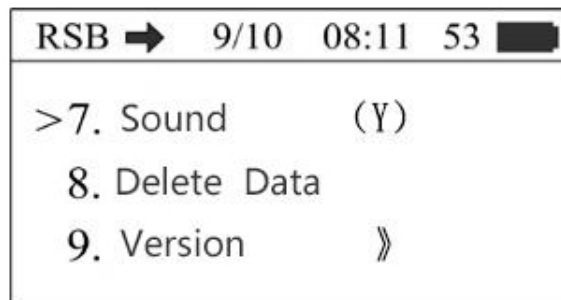 RSB ➡ 9/10 08:11 53
>7. Sound (Y)
8. Delete Data
9. Version 》